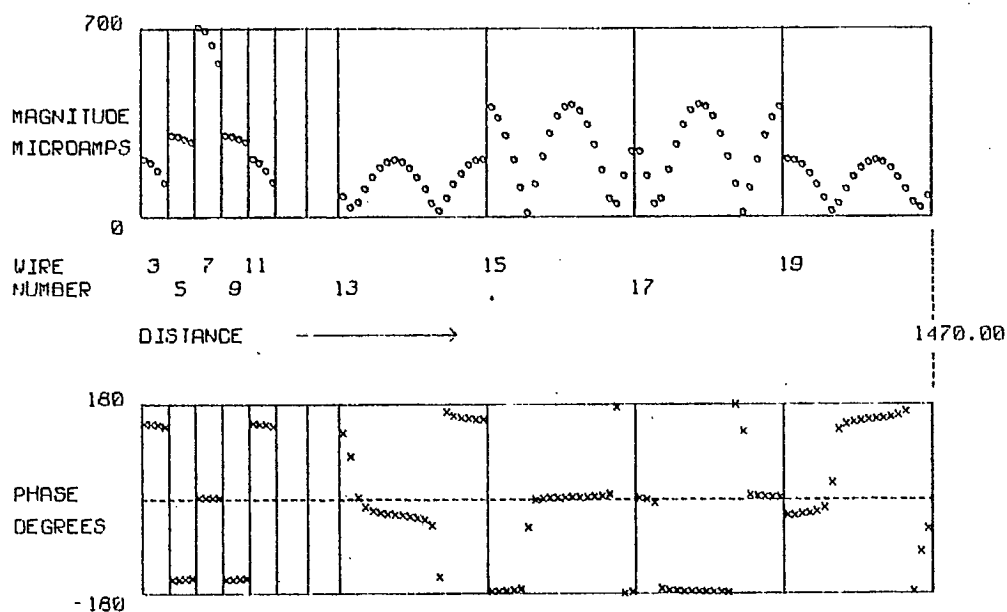 700
MAGNITUDE
MICROAMPS
0
WIRE 3 7 11 15 19
NUMBER 5 9 13 17
DISTANCE
1470.00
180
PHASE
DEGREES
-180